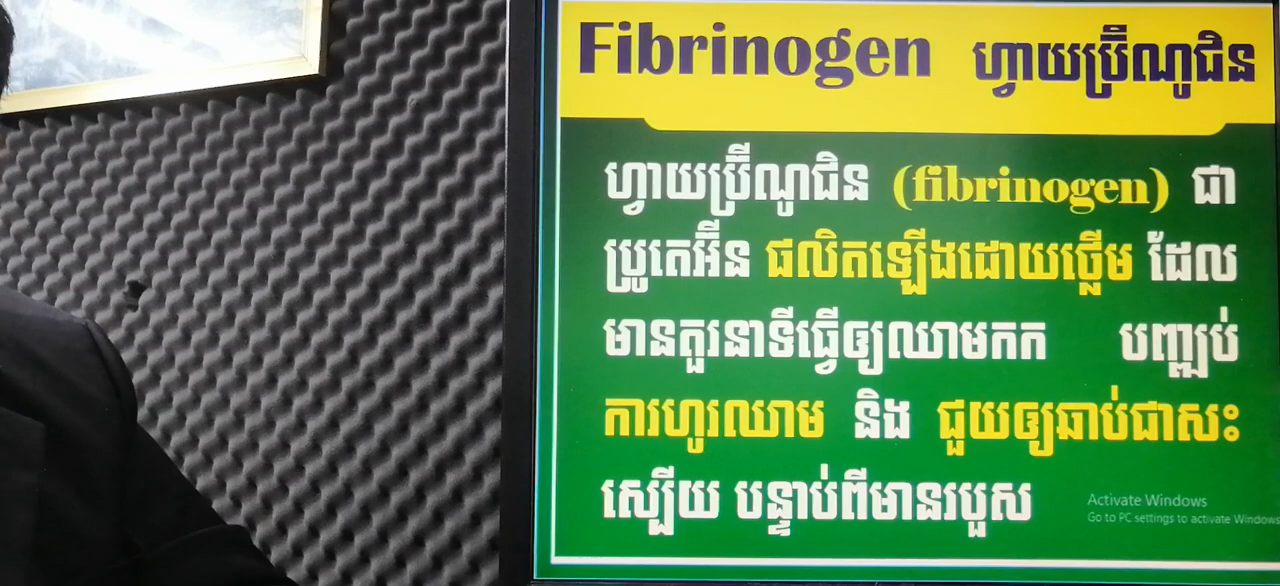 Fibrinogen ហ្វាយប្រ៊ីណូជិន
ហ្វាយប្រ៊ីណូជិន (fibrinogen) ជា
ប្រូតេអ៊ីន ផលិតឡើងដោយថ្លើម ដែល
មានតួរនាទីធ្វើឲ្យឈាមកក បញ្ឈប់
ការហូរឈាម និង ជួយឲ្យឆាប់ជាសះ
ស្បើយ បន្ទាប់ពីមានរបួស
Activate Windows
Go to PC settings to activate Windows